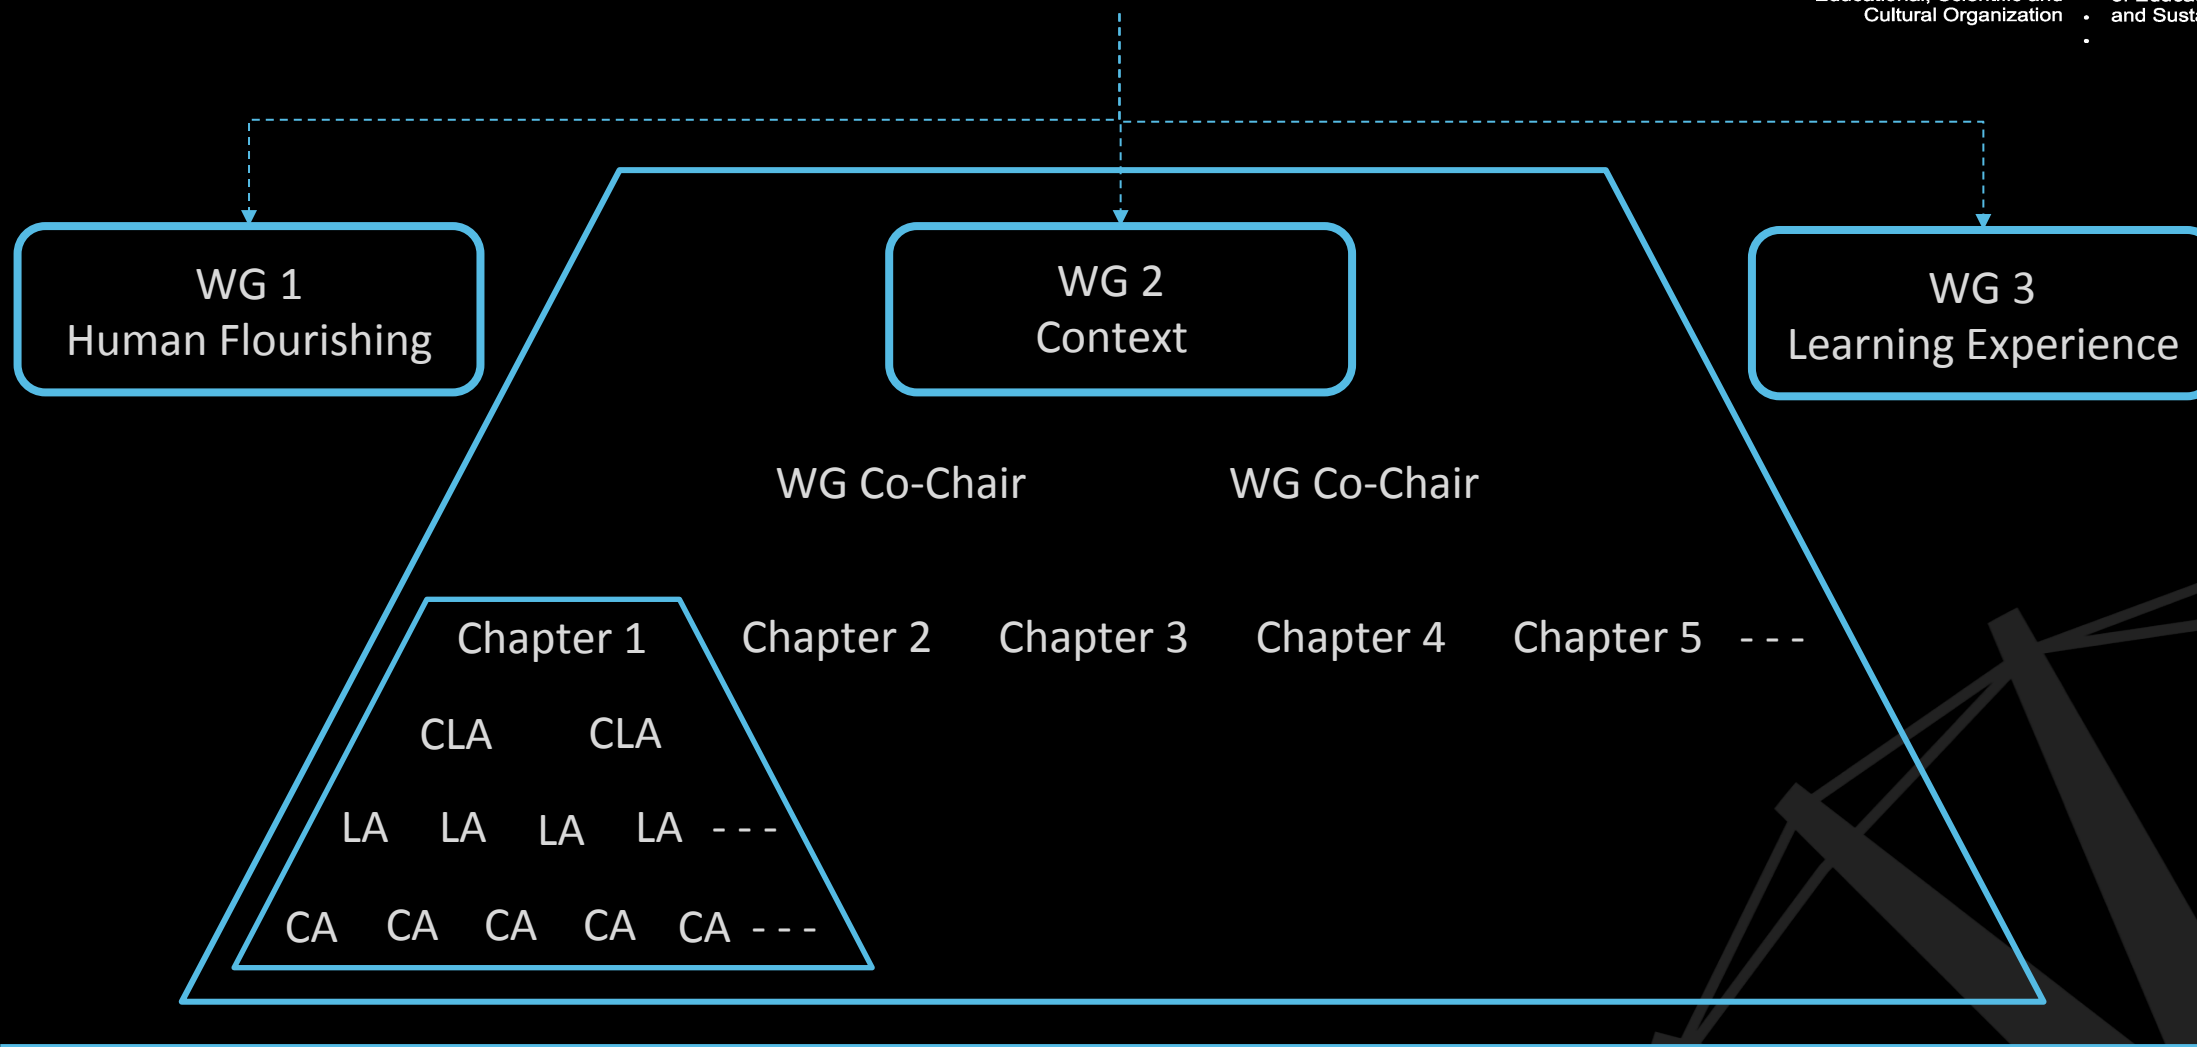 Cultural Organization
and
WG 1
Human Flourishing
WG 2
Context
WG 3
Learning Experience
WG Co-Chair WG Co-Chair
Chapter 1 Chapter 2 Chapter 3 Chapter 4 Chapter 5 - - -
CLA CLA
LA LA LA LA - - -
CA CA CA CA CA - - -